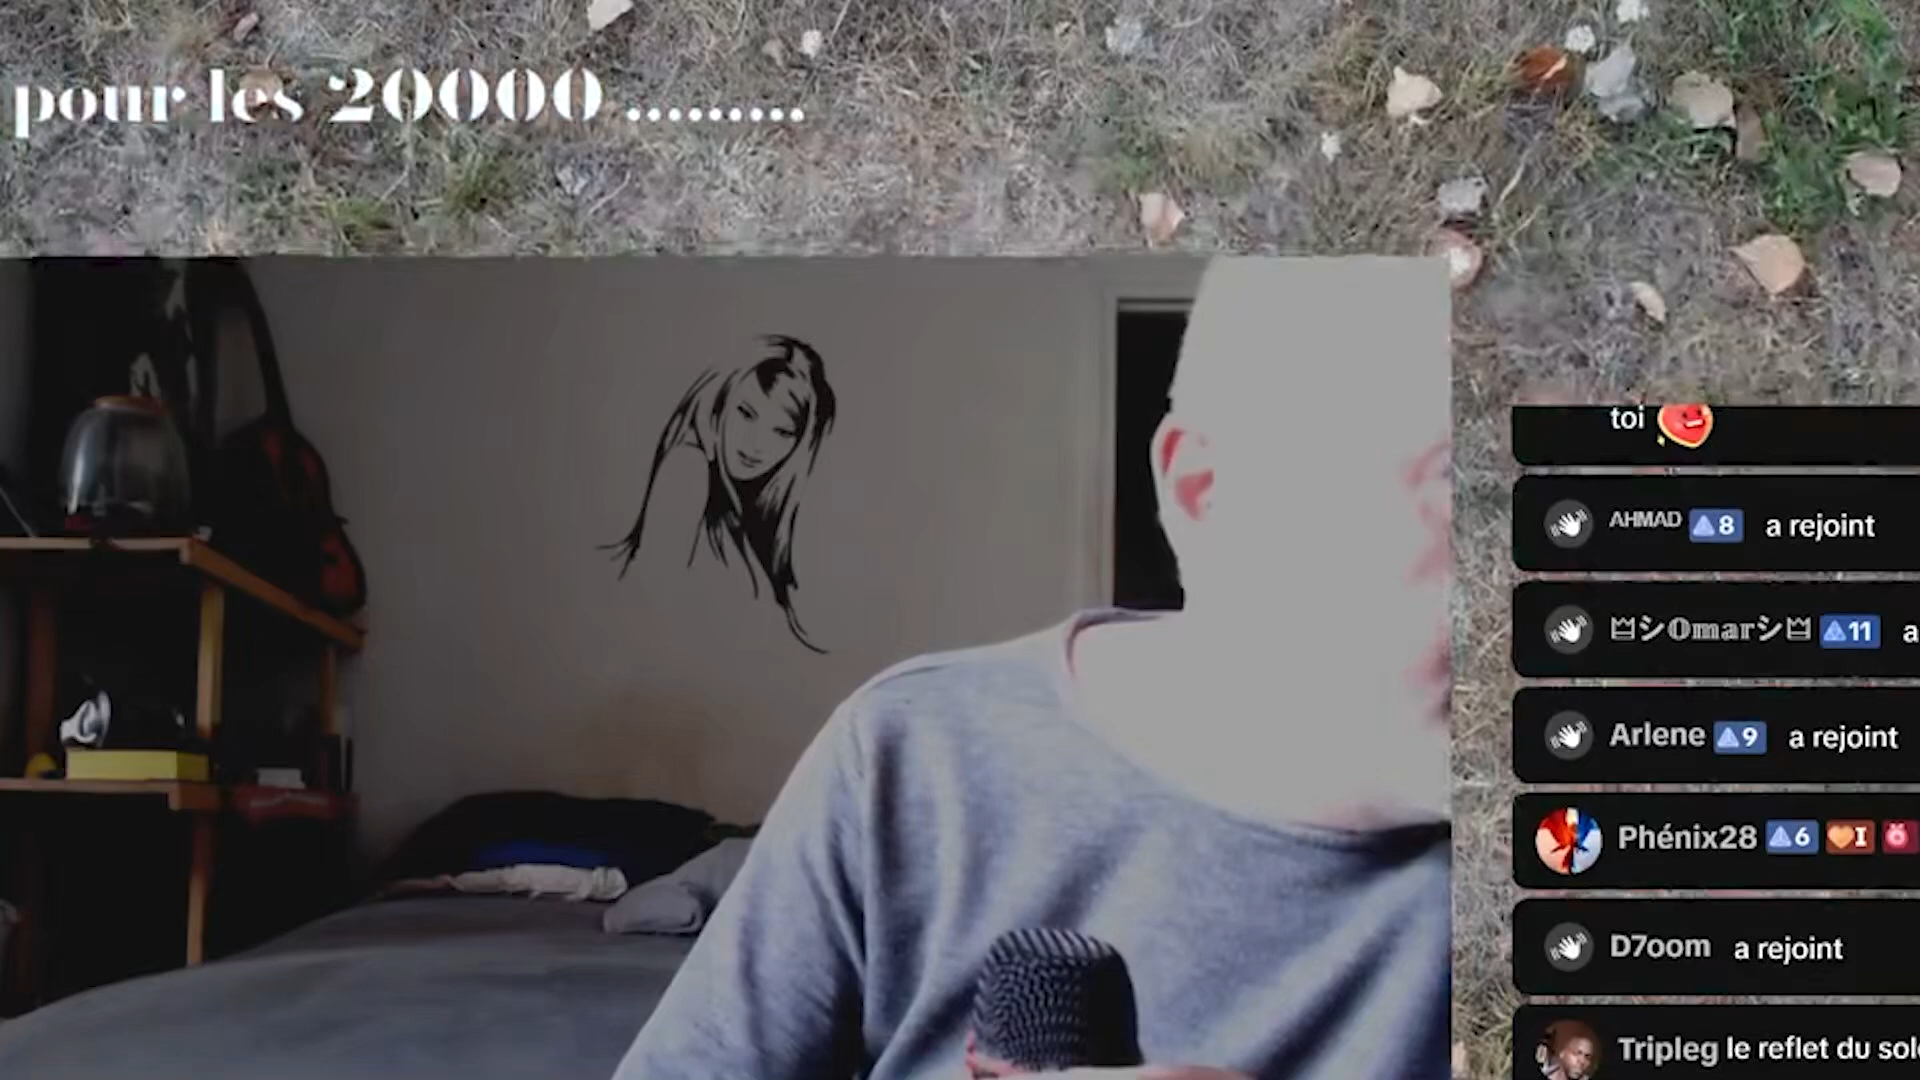 pour les 20000 .........
toi
AHMAD 8 a rejoint
シOmarシ 11 a
Arlene 9 a rejoint
Phénix28 6 I
D7oom a rejoint
Tripleg le reflet du